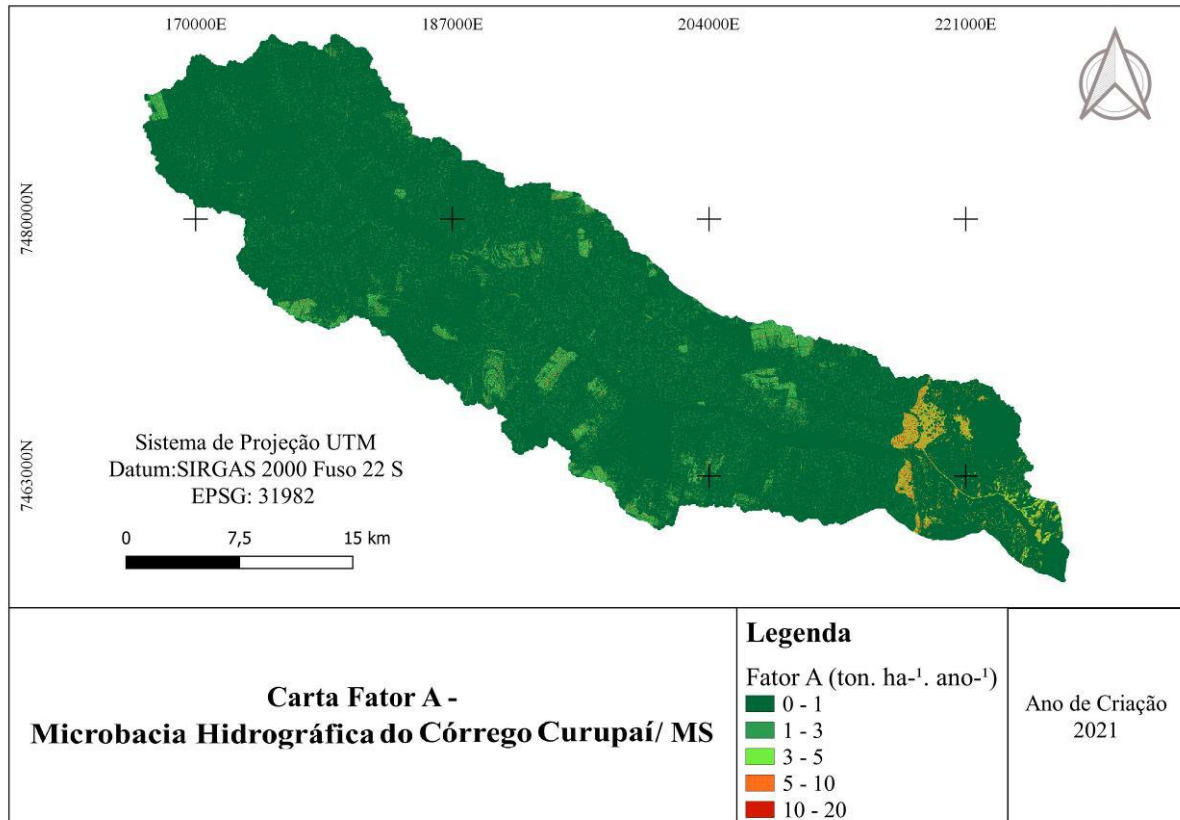 170000E 187000E 204000E 221000E
7480000N
7463000N
Sistema de Projeção UTM
Datum:SIRGAS 2000 Fuso 22 S
EPSG: 31982
0 7,5 15 km
Carta Fator A -
Microbacia Hidrográfica do Córrego Curupaí/ MS
Legenda
Fator A (ton. ha-¹. ano-¹)
0 - 1
1 - 3
3 - 5
5 - 10
10 - 20
Ano de Criação
2021